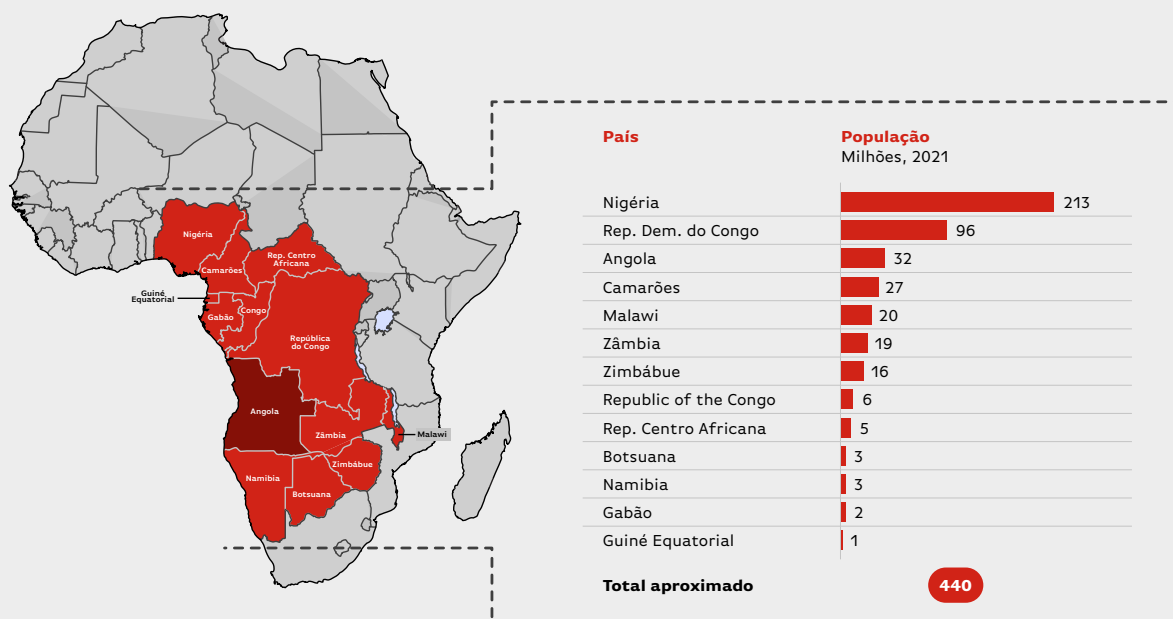 Nigéria
Camarões
Rep. Centro
Africana
Guiné
Equatorial
Gabão
Congo
República
do Congo
Angola
Zâmbia
Malawi
Zimbábue
Namibia
Botsuana
País
População
Milhões, 2021
Nigéria 213
Rep. Dem. do Congo 96
Angola 32
Camarões 27
Malawi 20
Zâmbia 19
Zimbábue 16
Republic of the Congo 6
Rep. Centro Africana 5
Botsuana 3
Namibia 3
Gabão 2
Guiné Equatorial 1
Total aproximado 440